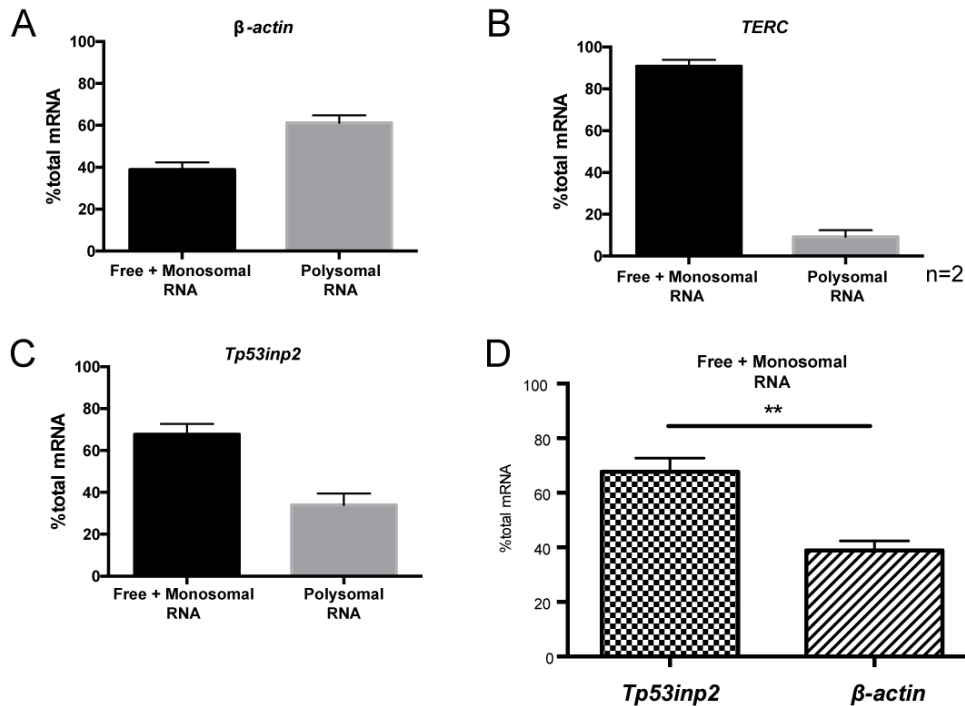 A
β-actin
100
80
60
40
20
0
%total mRNA
Free + Monosomal
RNA
Polysomal
RNA
B
TERC
100
80
60
40
20
0
%total mRNA
Free + Monosomal
RNA
Polysomal
RNA
n=2
C
Tp53inp2
100
80
60
40
20
0
%total mRNA
Free + Monosomal
RNA
Polysomal
RNA
D
Free + Monosomal
RNA
**
100
80
60
40
20
0
%total mRNA
Tp53inp2
β-actin